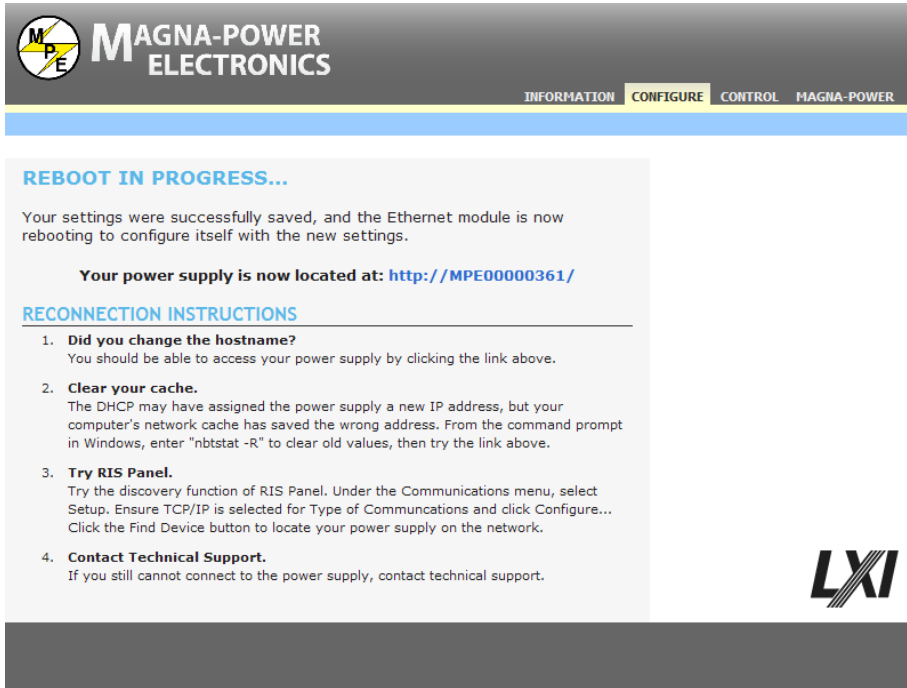 MPE
MAGNA-POWER
ELECTRONICS
INFORMATION CONFIGURE CONTROL MAGNA-POWER
REBOOT IN PROGRESS...
Your settings were successfully saved, and the Ethernet module is now
rebooting to configure itself with the new settings.
Your power supply is now located at: http://MPE00000361/
RECONNECTION INSTRUCTIONS
1. Did you change the hostname?
You should be able to access your power supply by clicking the link above.
2. Clear your cache.
The DHCP may have assigned the power supply a new IP address, but your
computer's network cache has saved the wrong address. From the command prompt
in Windows, enter "nbtstat -R" to clear old values, then try the link above.
3. Try RIS Panel.
Try the discovery function of RIS Panel. Under the Communications menu, select
Setup. Ensure TCP/IP is selected for Type of Communcations and click Configure...
Click the Find Device button to locate your power supply on the network.
4. Contact Technical Support.
If you still cannot connect to the power supply, contact technical support.
LXI